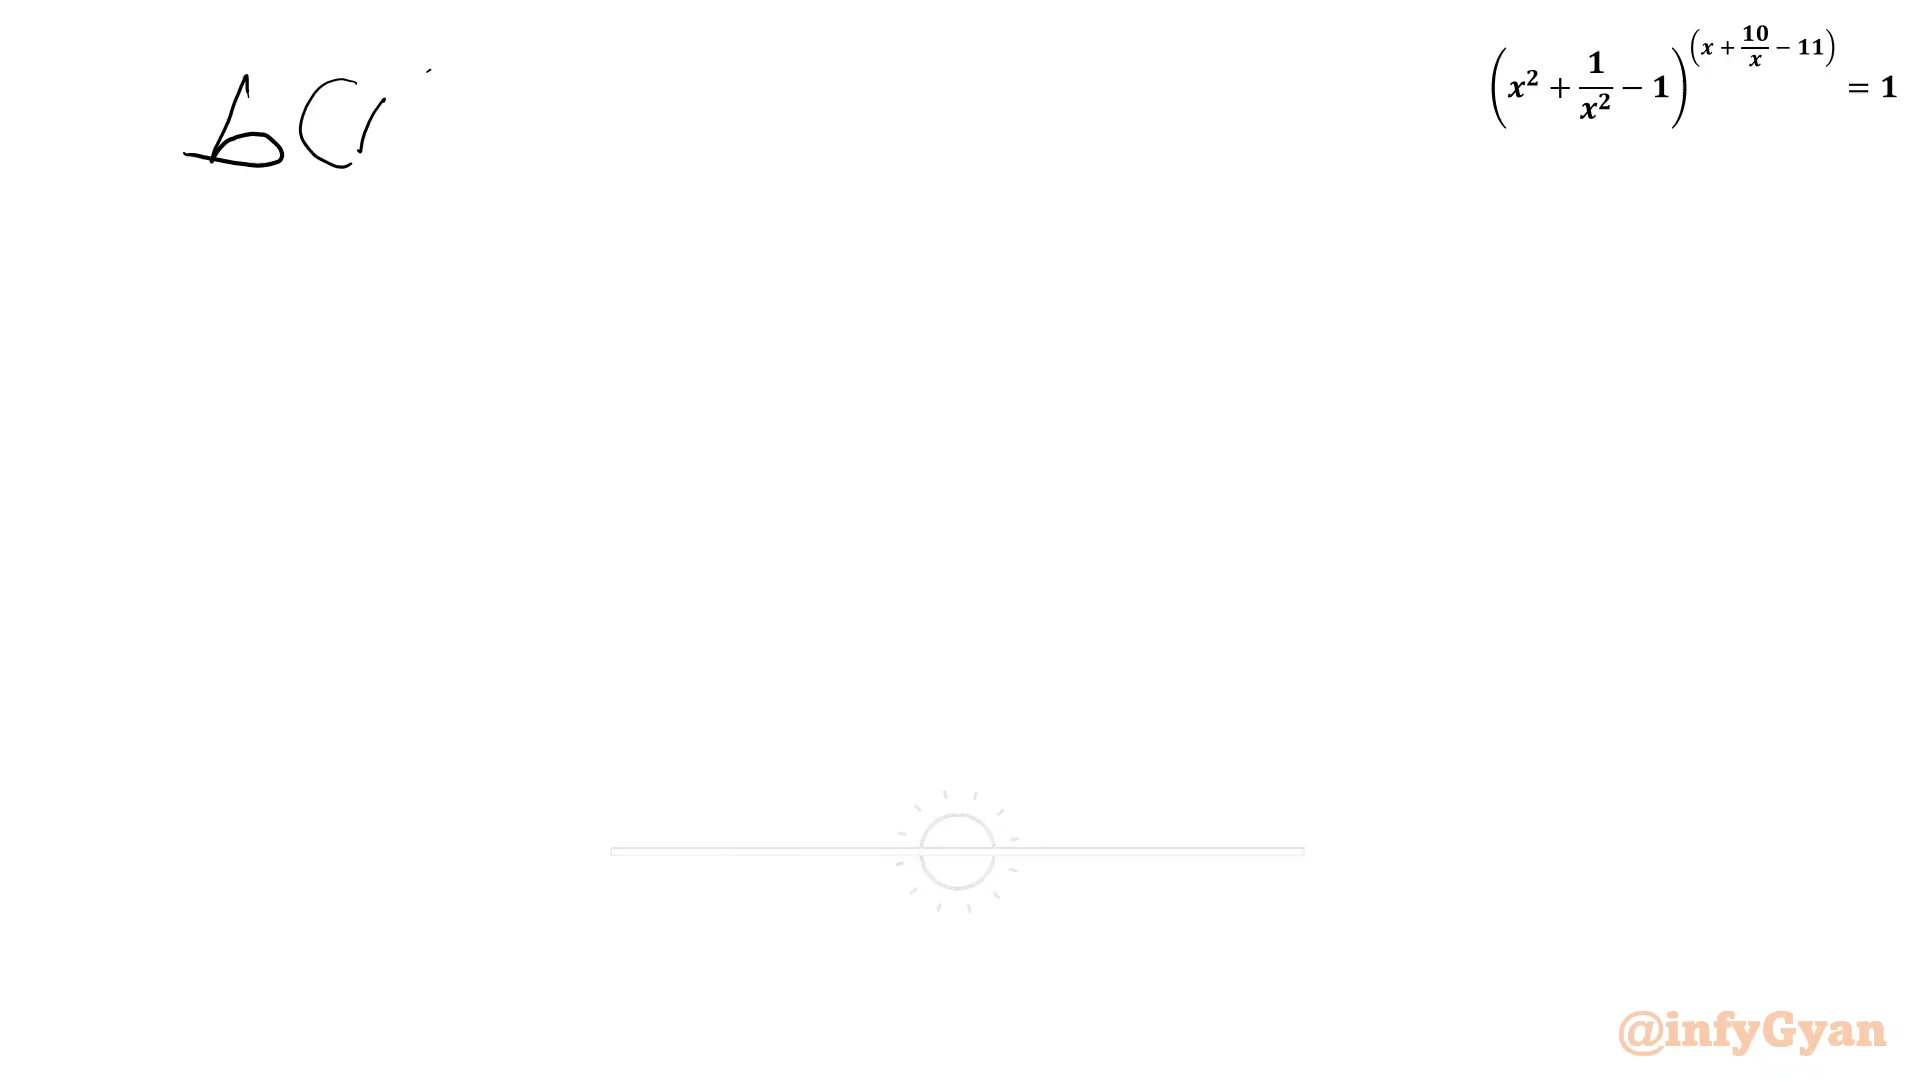 (x² + 1/x² − 1)^(x + 10/x − 11) = 1
@infyGyan